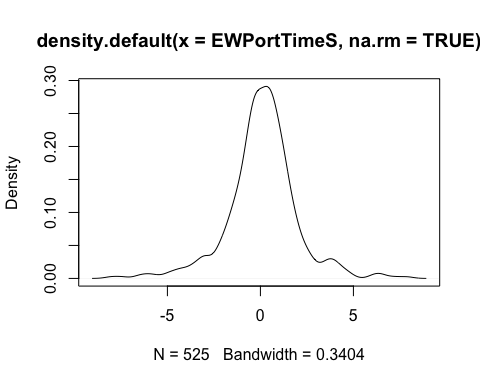 density.default(x = EWPortTimeS, na.rm = TRUE)
Density
0.30
0.20
0.10
0.00
-5 0 5
N = 525 Bandwidth = 0.3404